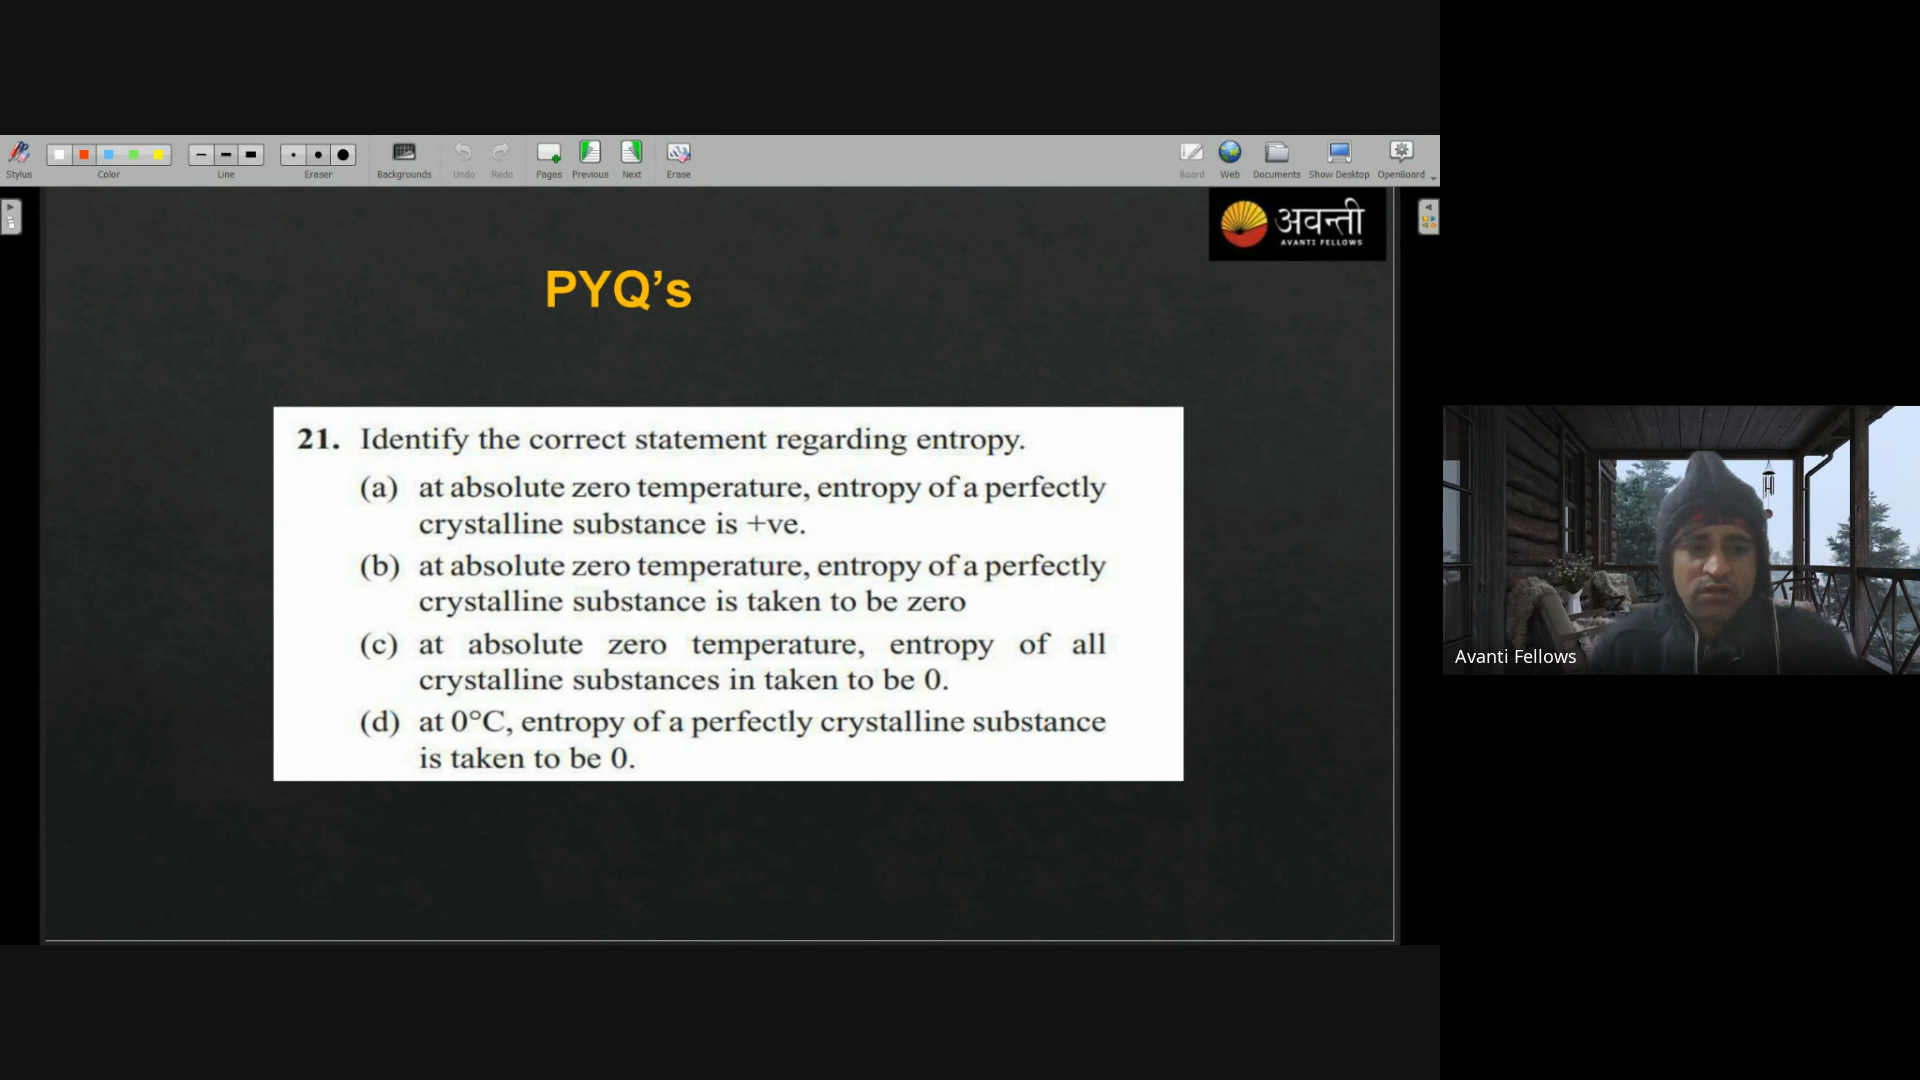 Stylus
Color
Line
Eraser
Backgrounds
Undo
Redo
Pages
Previous
Next
Erase
Board
Web
Documents
Show Desktop
OpenBoard
अवन्ती
AVANTI FELLOWS
PYQ’s
21. Identify the correct statement regarding entropy.
(a) at absolute zero temperature, entropy of a perfectly
crystalline substance is +ve.
(b) at absolute zero temperature, entropy of a perfectly
crystalline substance is taken to be zero
(c) at absolute zero temperature, entropy of all
crystalline substances in taken to be 0.
(d) at 0°C, entropy of a perfectly crystalline substance
is taken to be 0.
Avanti Fellows